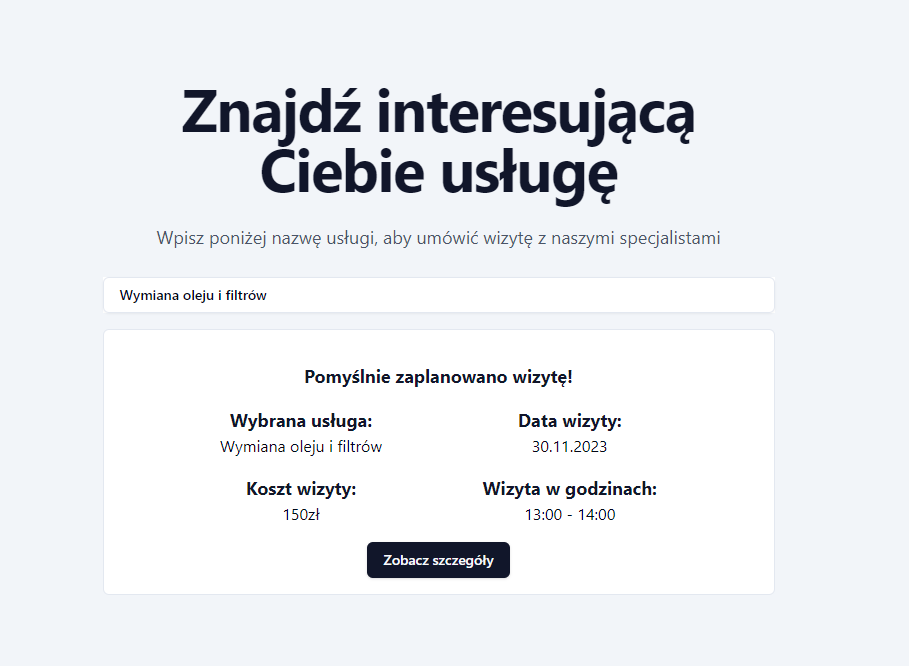 Znajdź interesującą
Ciebie usługę
Wpisz poniżej nazwę usługi, aby umówić wizytę z naszymi specjalistami
Wymiana oleju i filtrów
Pomyślnie zaplanowano wizytę!
Wybrana usługa:
Wymiana oleju i filtrów
Data wizyty:
30.11.2023
Koszt wizyty:
150zł
Wizyta w godzinach:
13:00 - 14:00
Zobacz szczegóły